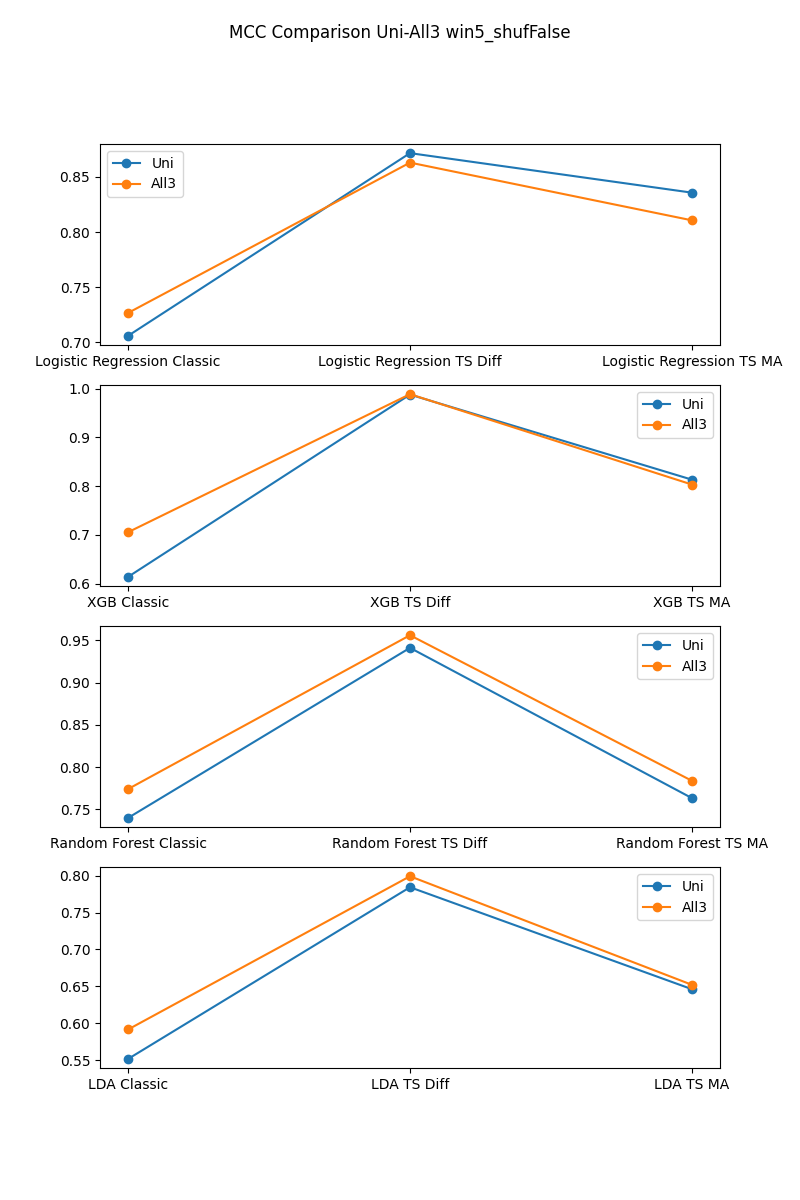 MCC Comparison Uni-All3 win5_shufFalse
Uni
All3
0.85
0.80
0.75
0.70
Logistic Regression Classic Logistic Regression TS Diff Logistic Regression TS MA
Uni
All3
1.0
0.9
0.8
0.7
0.6
XGB Classic XGB TS Diff XGB TS MA
Uni
All3
0.95
0.90
0.85
0.80
0.75
Random Forest Classic Random Forest TS Diff Random Forest TS MA
Uni
All3
0.80
0.75
0.70
0.65
0.60
0.55
LDA Classic LDA TS Diff LDA TS MA